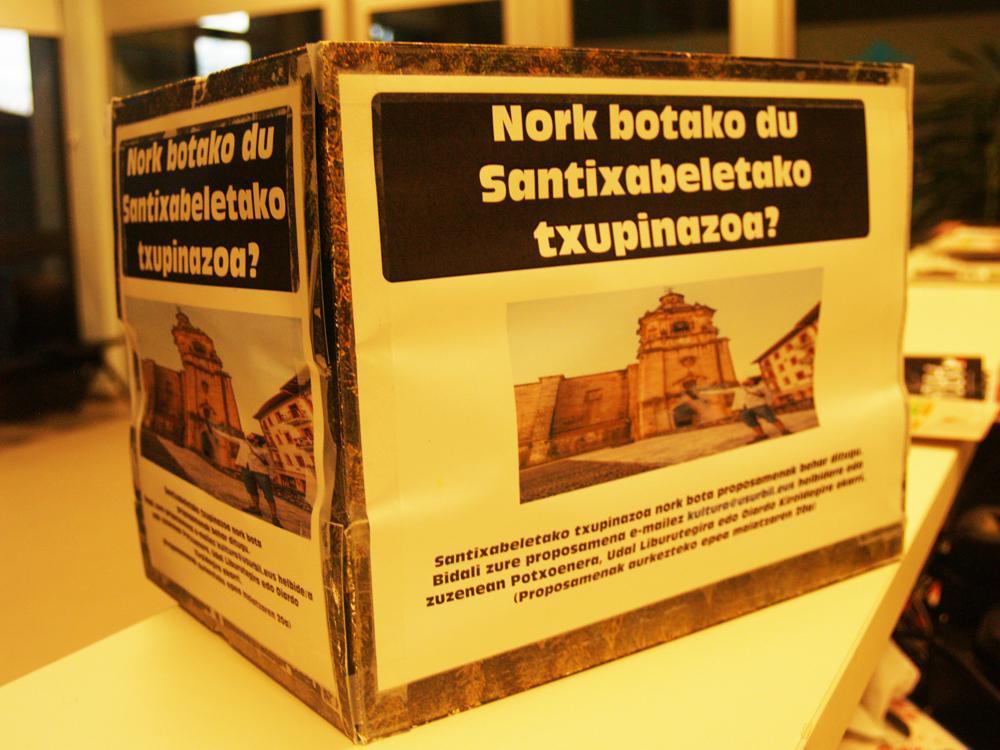 Nork botako du
Santixabeletako
txupinazoa?
Nork botako du
Santixabeletako
txupinazoa?
Santixabeletako txupinazoa nork bota proposamenak behar ditugu.
Bidali zure proposamena e-mailez kultura@usurbil.eus helbidera edo
zuzenean Potxoenera, Udal Liburutegira edo Oiardo Kiroldegira ekarri.
(Proposamenak aurkezteko epea maiatzaren 20a)